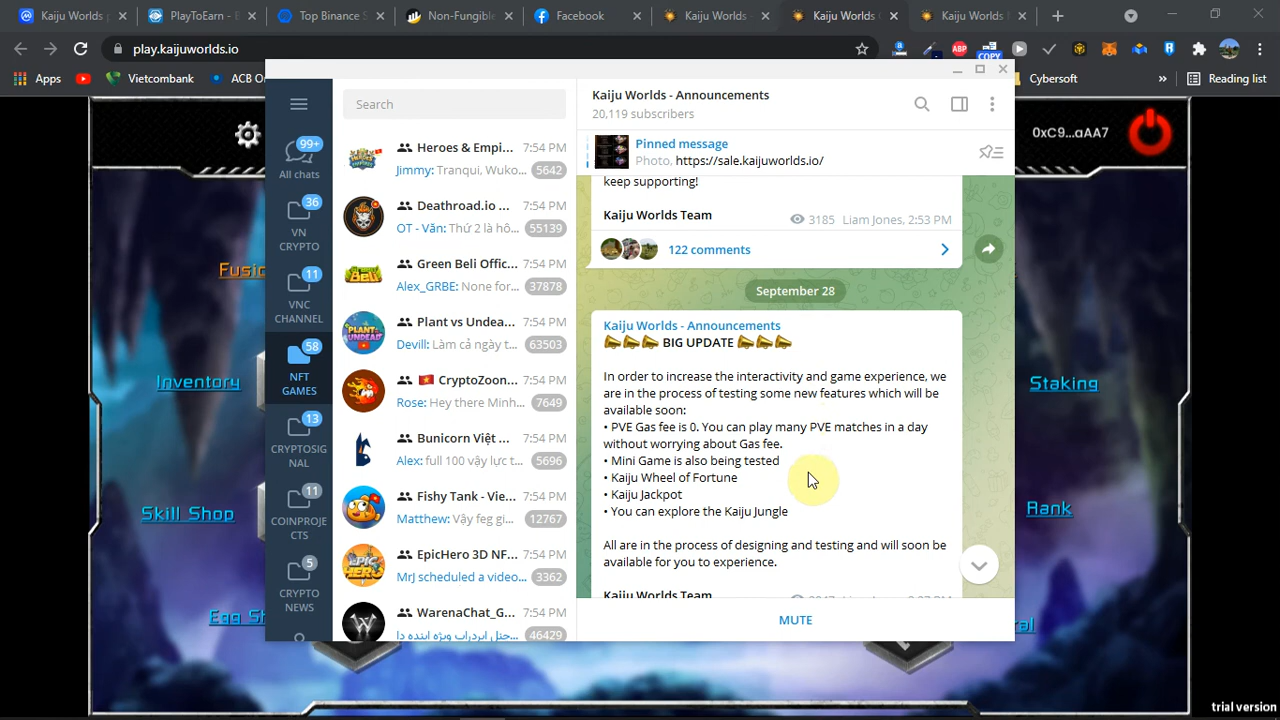 Kaiju Worlds
PlayToEarn - E
Top Binance S
Non-Fungible
Facebook
Kaiju Worlds -
Kaiju Worlds
Kaiju Worlds
play.kaijuworlds.io
ABP
COPY
Apps
Vietcombank
ACB O
Cybersoft
»
Reading list
0xC9...aAA7
Fusio
Inventory
Skill Shop
Egg Sh
Staking
Rank
ral
99+
All chats
36
VN
CRYPTO
11
VNC
CHANNEL
58
NFT
GAMES
13
CRYPTOSIG
NAL
11
COINPROJE
CTS
5
CRYPTO
NEWS
Search
Heroes & Empi... 7:54 PM
Jimmy: Tranqui, Wuko... 5642
Deathroad.io ... 7:54 PM
OT - Văn: Thứ 2 là hô... 55139
Green Beli Offic... 7:54 PM
Alex_GRBE: None for... 37878
Plant vs Undea... 7:54 PM
Devill: Làm cả ngày t... 63503
CryptoZoon... 7:54 PM
Rose: Hey there Minh... 7649
Bunicorn Việt ... 7:54 PM
Alex: full 100 vậy lực t... 5696
Fishy Tank - Vie... 7:54 PM
Matthew: Vậy feg gi... 12767
EpicHero 3D NF... 7:54 PM
MrJ scheduled a video... 3362
WarenaChat_G... 7:54 PM
46429
Kaiju Worlds - Announcements
20,119 subscribers
Pinned message
Photo, https://sale.kaijuworlds.io/
keep supporting!
Kaiju Worlds Team
3185 Liam Jones, 2:53 PM
122 comments
September 28
Kaiju Worlds - Announcements
BIG UPDATE
In order to increase the interactivity and game experience, we
are in the process of testing some new features which will be
available soon:
• PVE Gas fee is 0. You can play many PVE matches in a day
without worrying about Gas fee.
• Mini Game is also being tested
• Kaiju Wheel of Fortune
• Kaiju Jackpot
• You can explore the Kaiju Jungle
All are in the process of designing and testing and will soon be
available for you to experience.
Kaiju Worlds Team
MUTE
trial version